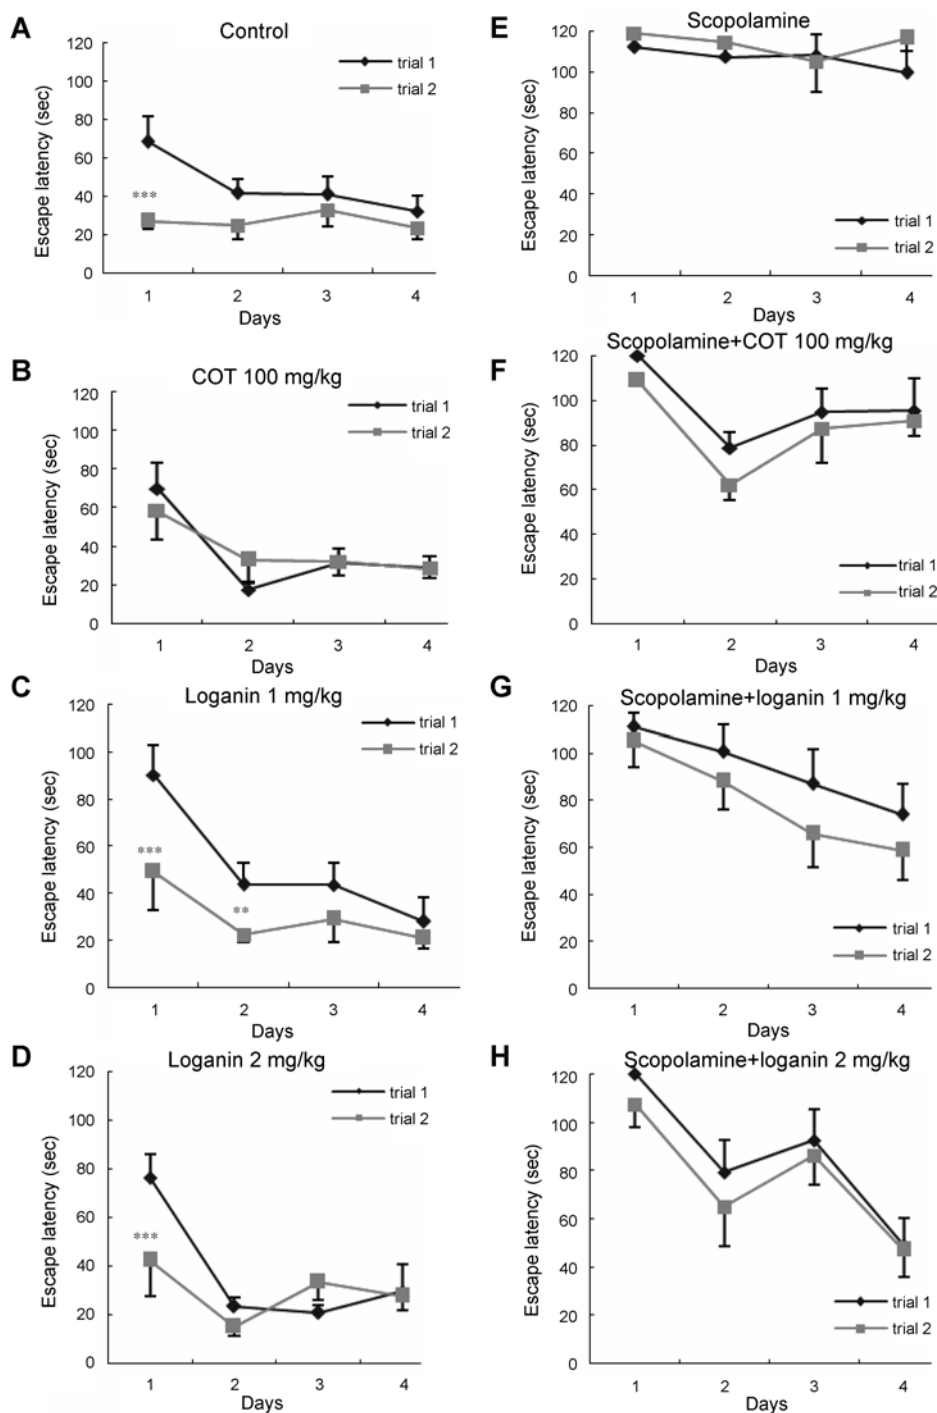 A
Control
Escape latency (sec)
120
100
80
60
40
20
0
trial 1
trial 2
***
1 2 3 4
Days
B
COT 100 mg/kg
Escape latency (sec)
120
100
80
60
40
20
0
trial 1
trial 2
1 2 3 4
Days
C
Loganin 1 mg/kg
Escape latency (sec)
120
100
80
60
40
20
0
trial 1
trial 2
***
**
1 2 3 4
Days
D
Loganin 2 mg/kg
Escape latency (sec)
120
100
80
60
40
20
0
trial 1
trial 2
***
1 2 3 4
Days
E
Scopolamine
Escape latency (sec)
120
100
80
60
40
20
0
trial 1
trial 2
1 2 3 4
Days
F
Scopolamine+COT 100 mg/kg
Escape latency (sec)
120
100
80
60
40
20
0
trial 1
trial 2
1 2 3 4
Days
G
Scopolamine+loganin 1 mg/kg
Escape latency (sec)
120
100
80
60
40
20
0
trial 1
trial 2
1 2 3 4
Days
H
Scopolamine+loganin 2 mg/kg
Escape latency (sec)
120
100
80
60
40
20
0
trial 1
trial 2
1 2 3 4
Days